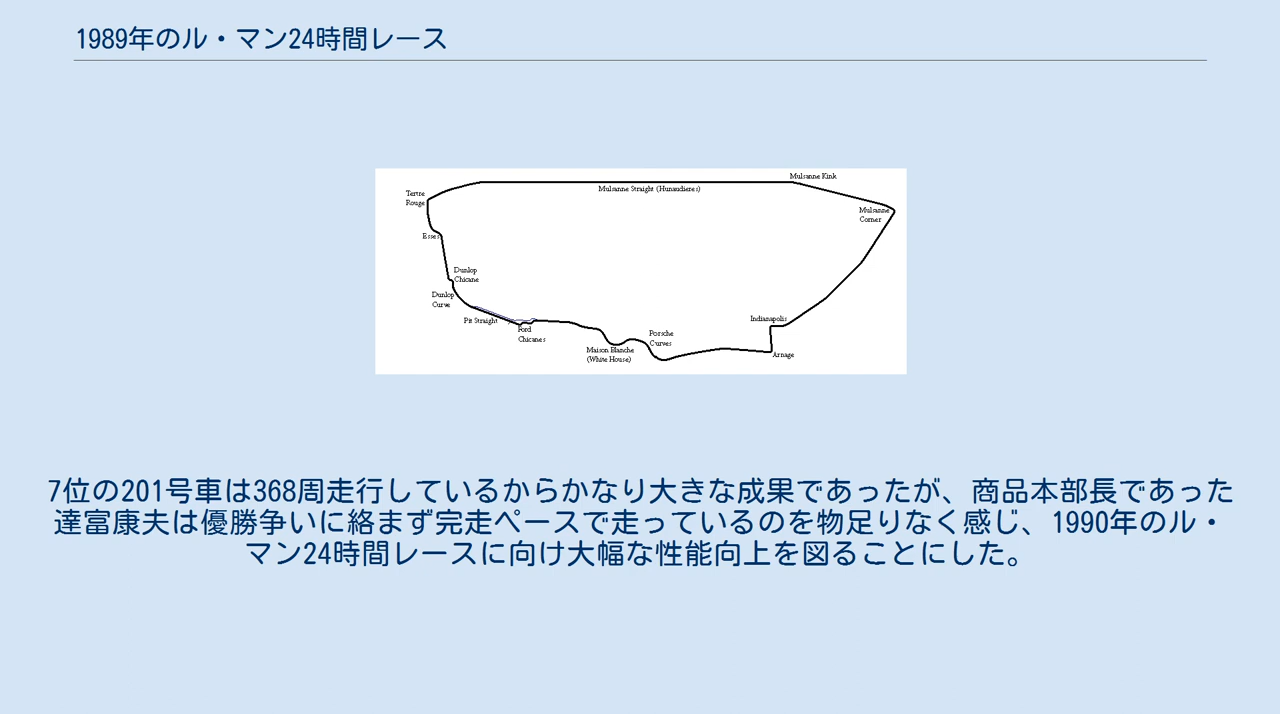 1989年のル・マン24時間レース
Mulsanne Kink
Mulsanne Straight (Hunaudieres)
Tertre
Rouge
Mulsanne
Corner
Esses
Dunlop
Chicane
Dunlop
Curve
Pit Straight
Ford
Chicanes
Indianapolis
Porsche
Curves
Maison Blanche
(White House)
Arnage
7位の201号車は368周走行しているからかなり大きな成果であったが、商品本部長であった
達富康夫は優勝争いに絡まず完走ペースで走っているのを物足りなく感じ、1990年のル・
マン24時間レースに向け大幅な性能向上を図ることにした。